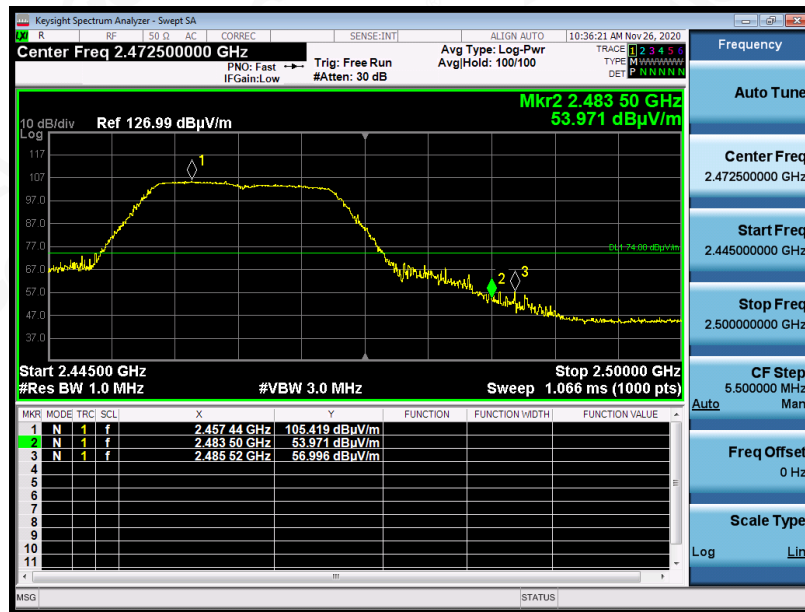 Keysight Spectrum Analyzer - Swept SA
LXI R RF 50 Ω AC CORREC SENSE:INT ALIGN AUTO 10:36:21 AM Nov 26, 2020
Center Freq 2.472500000 GHz
PNO: Fast
IFGain:Low
Trig: Free Run
#Atten: 30 dB
Avg Type: Log-Pwr
Avg|Hold: 100/100
TRACE 1 2 3 4 5 6
TYPE M WWWWW
DET P N N N N N
Mkr2 2.483 50 GHz
53.971 dBµV/m
10 dB/div Ref 126.99 dBµV/m
Log
117
107
97.0
87.0
77.0
67.0
57.0
47.0
37.0
1
2
3
DL1 74.00 dBµV/m
Start 2.44500 GHz Stop 2.50000 GHz
#Res BW 1.0 MHz #VBW 3.0 MHz Sweep 1.066 ms (1000 pts)
MKR MODE TRC SCL X Y FUNCTION FUNCTION WIDTH FUNCTION VALUE
1 N 1 f 2.457 44 GHz 105.419 dBµV/m
2 N 1 f 2.483 50 GHz 53.971 dBµV/m
3 N 1 f 2.485 52 GHz 56.996 dBµV/m
4
5
6
7
8
9
10
11
MSG STATUS
Frequency
Auto Tune
Center Freq
2.472500000 GHz
Start Freq
2.445000000 GHz
Stop Freq
2.500000000 GHz
CF Step
5.500000 MHz
Auto Man
Freq Offset
0 Hz
Scale Type
Log Lin